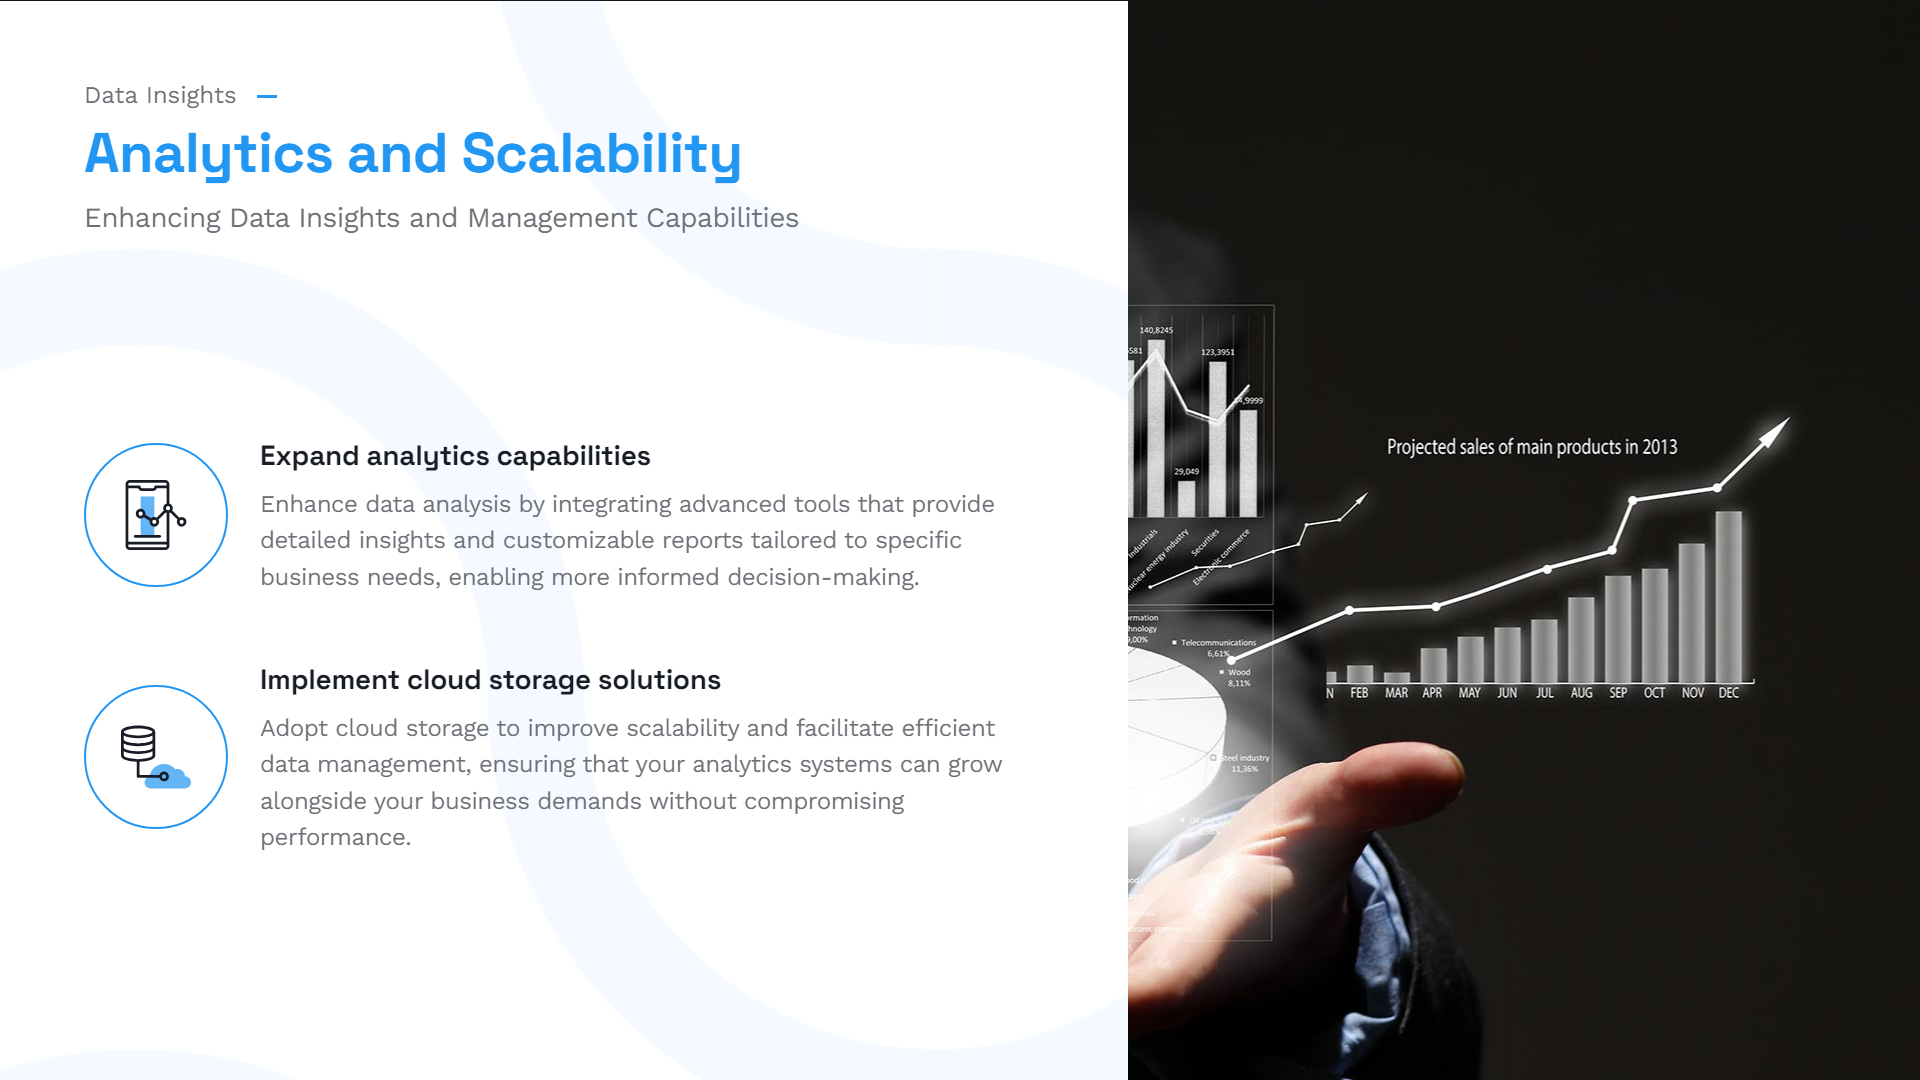 Data Insights
Analytics and Scalability
Enhancing Data Insights and Management Capabilities
Expand analytics capabilities
Enhance data analysis by integrating advanced tools that provide
detailed insights and customizable reports tailored to specific
business needs, enabling more informed decision-making.
Implement cloud storage solutions
Adopt cloud storage to improve scalability and facilitate efficient
data management, ensuring that your analytics systems can grow
alongside your business demands without compromising
performance.
140,8245
123,3951
29,049
Industrials
energy industry
Securities
Electronic commerce
Telecommunications
6,61%
Wood
8,11%
Steel industry
11,36%
Projected sales of main products in 2013
FEB MAR APR MAY JUN JUL AUG SEP OCT NOV DEC